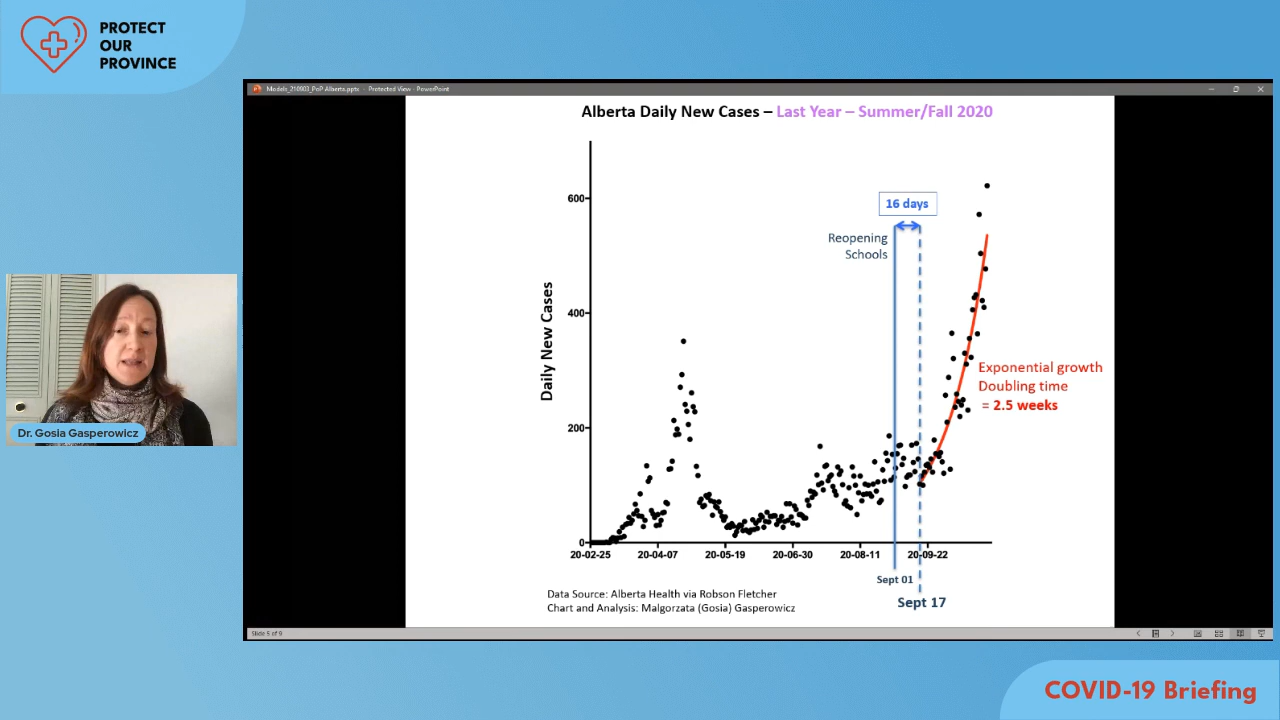 PROTECT
OUR
PROVINCE
Models_210903_PoP Alberta.pptx - Protected View - PowerPoint
Alberta Daily New Cases – Last Year – Summer/Fall 2020
600
400
200
0
Daily New Cases
16 days
Reopening
Schools
Exponential growth
Doubling time
= 2.5 weeks
20-02-25
20-04-07
20-05-19
20-06-30
20-08-11
20-09-22
Sept 01
Sept 17
Data Source: Alberta Health via Robson Fletcher
Chart and Analysis: Malgorzata (Gosia) Gasperowicz
Slide 5 of 9
Dr. Gosia Gasperowicz
COVID-19 Briefing